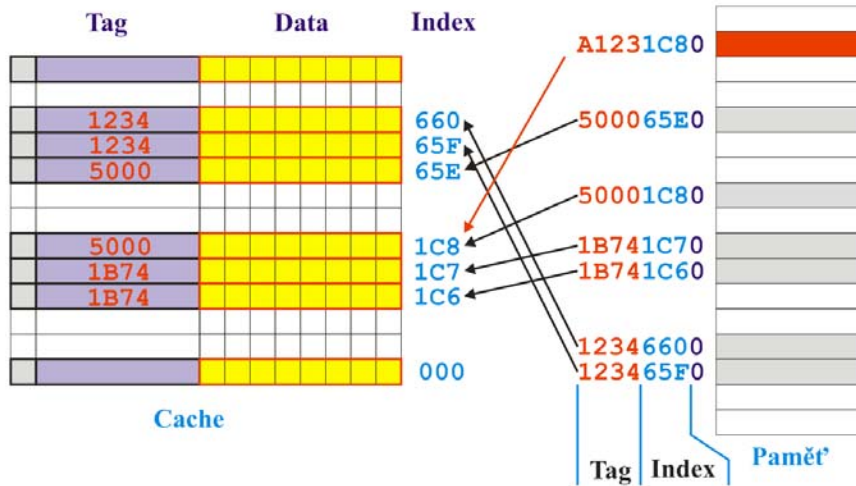 Tag Data Index
A1231C80
1234 660 500065E0
1234 65F
5000 65E
50001C80
5000 1C8 1B741C70
1B74 1C7 1B741C60
1B74 1C6
12346600
000 123465F0
Cache
Paměť
Tag Index